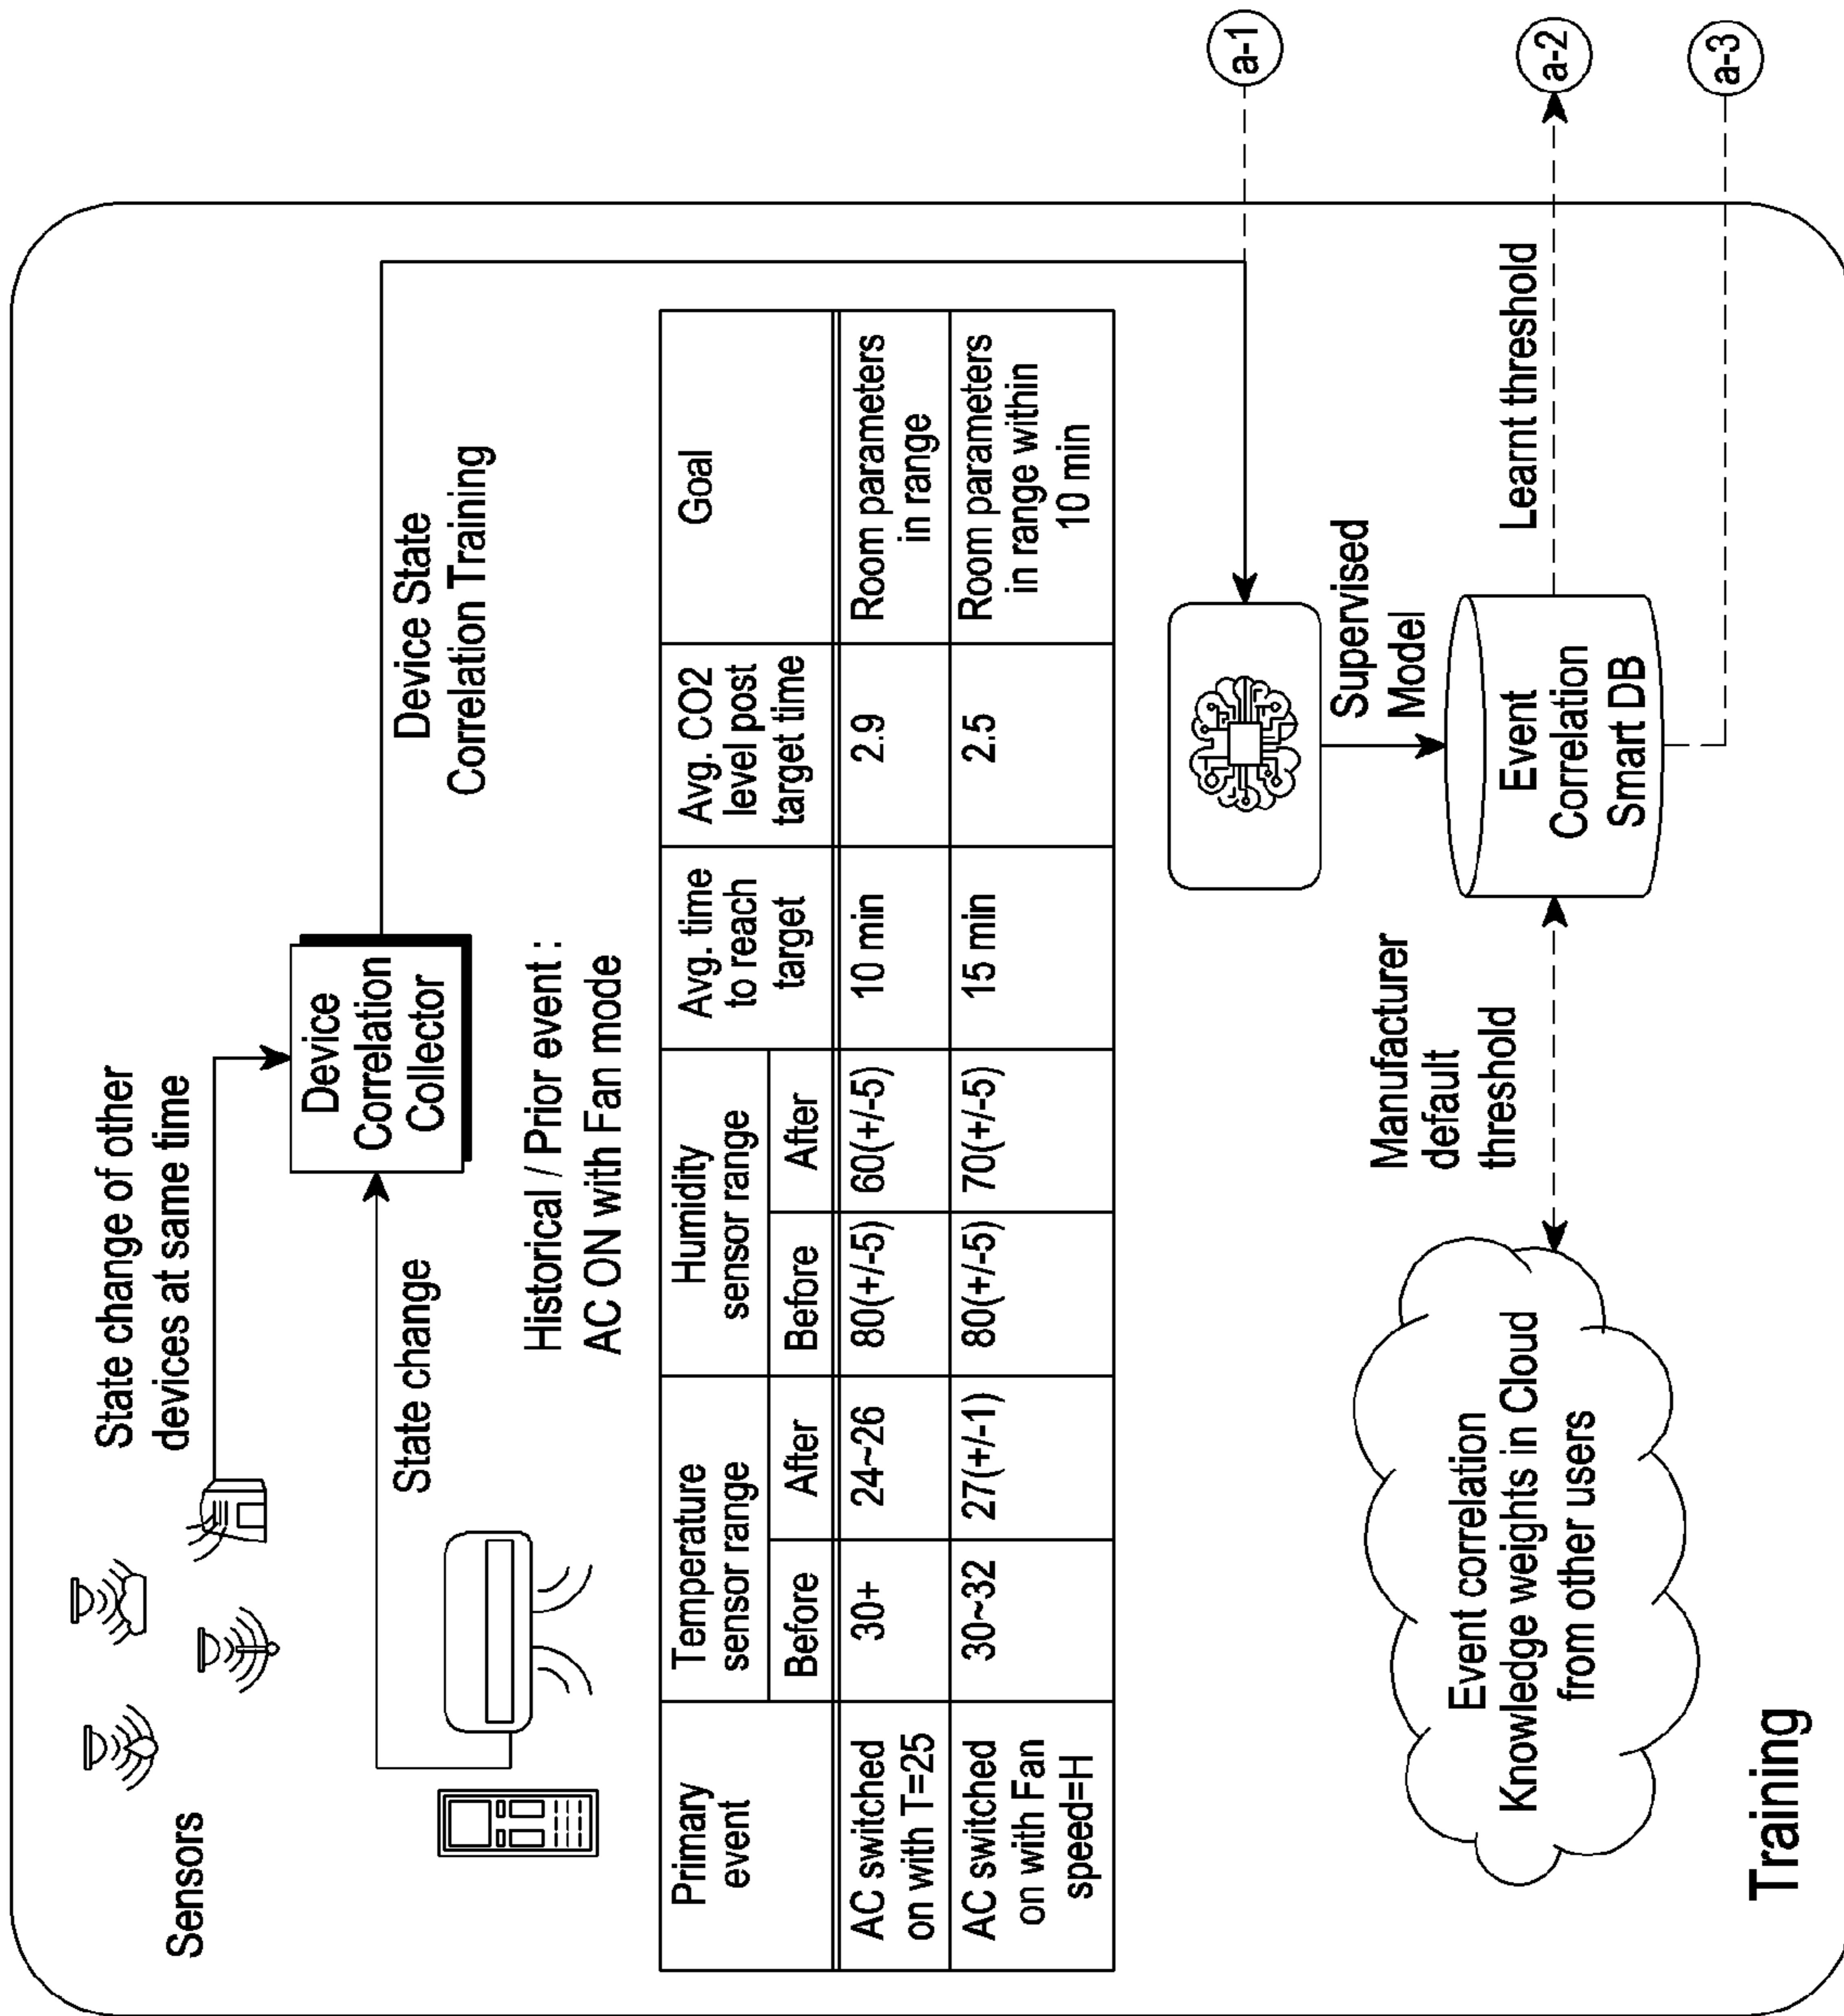 Sensors
State change of other
devices at same time
State change
Device
Correlation
Collector
Device State
Correlation Training
Historical / Prior event :
AC ON with Fan mode
Primary
event
Temperature
sensor range
Humidity
sensor range
Avg. time
to reach
target
Avg. CO2
level post
target time
Goal
Before
After
Before
After
AC switched
on with T=25
30+
24~26
80(+/-5)
60(+/-5)
10 min
2.9
Room parameters
in range
AC switched
on with Fan
speed=H
30~32
27(+/-1)
80(+/-5)
70(+/-5)
15 min
2.5
Room parameters
in range within
10 min
a-1
Supervised
Model
Event correlation
Knowledge weights in Cloud
from other users
Manufacturer
default
threshold
Event
Correlation
Smart DB
Learnt threshold
a-2
a-3
Training